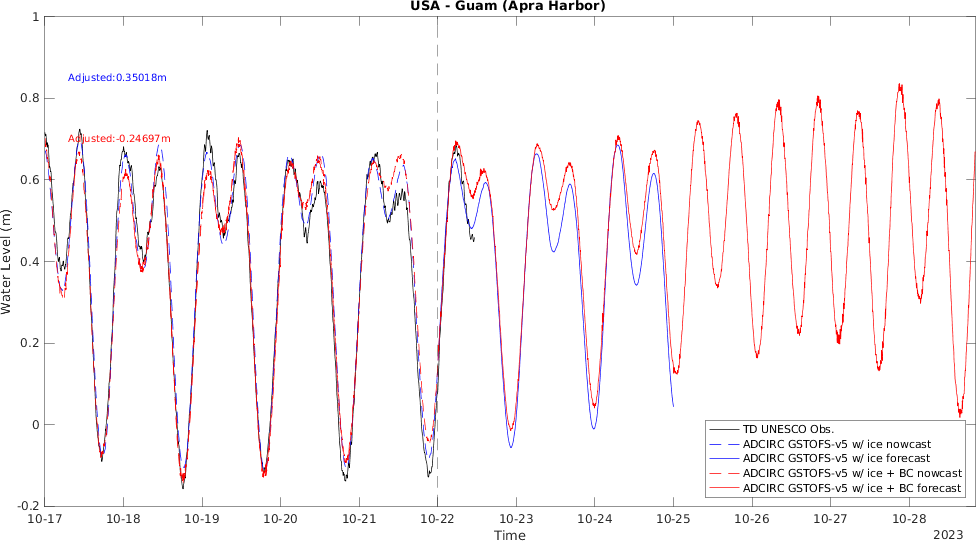 USA - Guam (Apra Harbor)
1
0.8
0.6
0.4
0.2
0
-0.2
Water Level (m)
Adjusted:0.35018m
Adjusted:-0.24697m
TD UNESCO Obs.
ADCIRC GSTOFS-v5 w/ ice nowcast
ADCIRC GSTOFS-v5 w/ ice forecast
ADCIRC GSTOFS-v5 w/ ice + BC nowcast
ADCIRC GSTOFS-v5 w/ ice + BC forecast
10-17 10-18 10-19 10-20 10-21 10-22 10-23 10-24 10-25 10-26 10-27 10-28
Time
2023